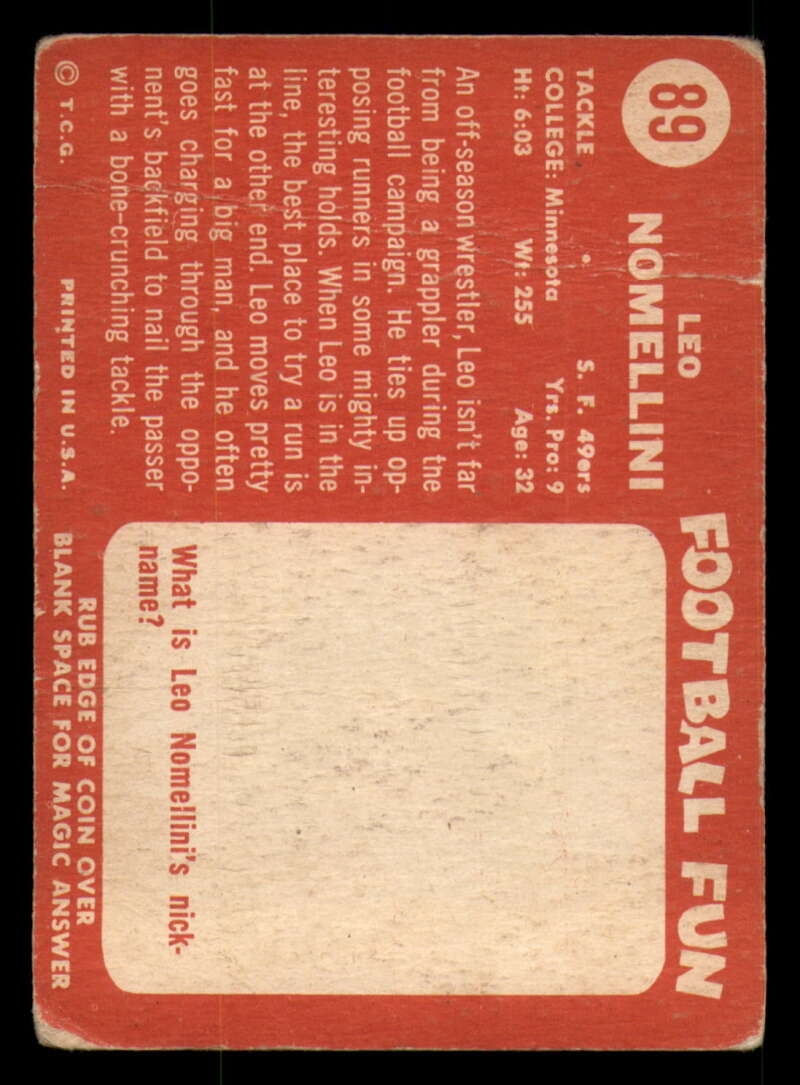 89
LEO
NOMELLINI
TACKLE S. F. 49ers
COLLEGE: Minnesota Yrs. Pro: 9
Ht: 6:03 Wt: 255 Age: 32
An off-season wrestler, Leo isn't far
from being a grappler during the
football campaign. He ties up op-
posing runners in some mighty in-
teresting holds. When Leo is in the
line, the best place to try a run is
at the other end. Leo moves pretty
fast for a big man, and he often
goes charging through the oppo-
nent's backfield to nail the passer
with a bone-crunching tackle.
© T.C.G. PRINTED IN U.S.A.
FOOTBALL FUN
What is Leo Nomellini's nick-
name?
RUB EDGE OF COIN OVER
BLANK SPACE FOR MAGIC ANSWER